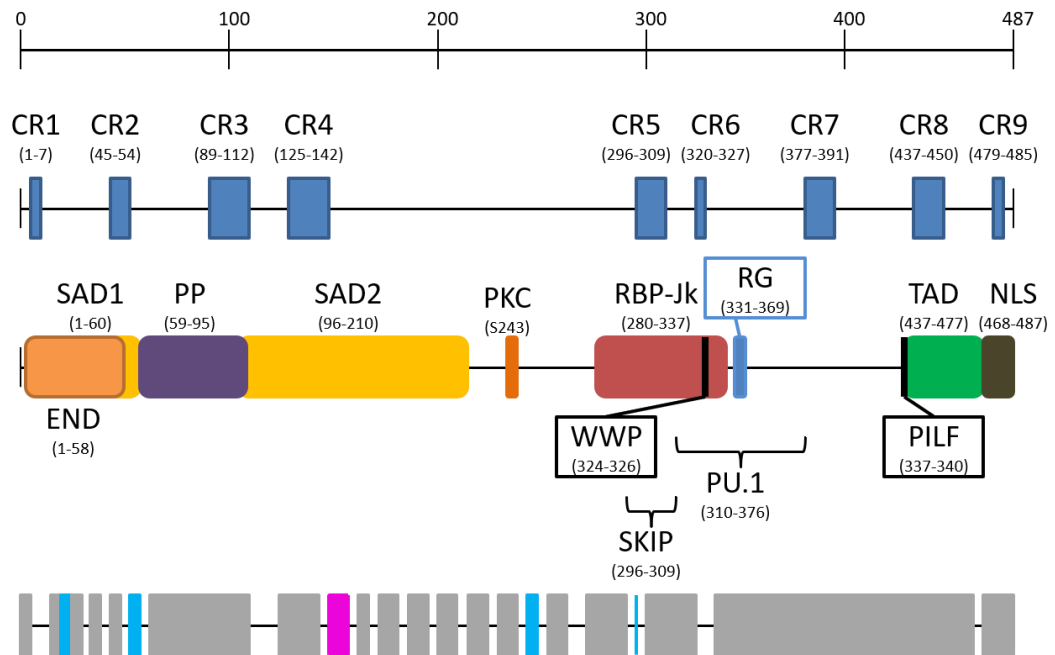 0 100 200 300 400 487
CR1 CR2 CR3 CR4 CR5 CR6 CR7 CR8 CR9
(1-7) (45-54) (89-112) (125-142) (296-309) (320-327) (377-391) (437-450) (479-485)
RG
(331-369)
SAD1 PP SAD2 PKC RBP-Jk TAD NLS
(1-60) (59-95) (96-210) (S243) (280-337) (437-477) (468-487)
END
(1-58)
WWP
(324-326)
PILF
(337-340)
PU.1
(310-376)
SKIP
(296-309)